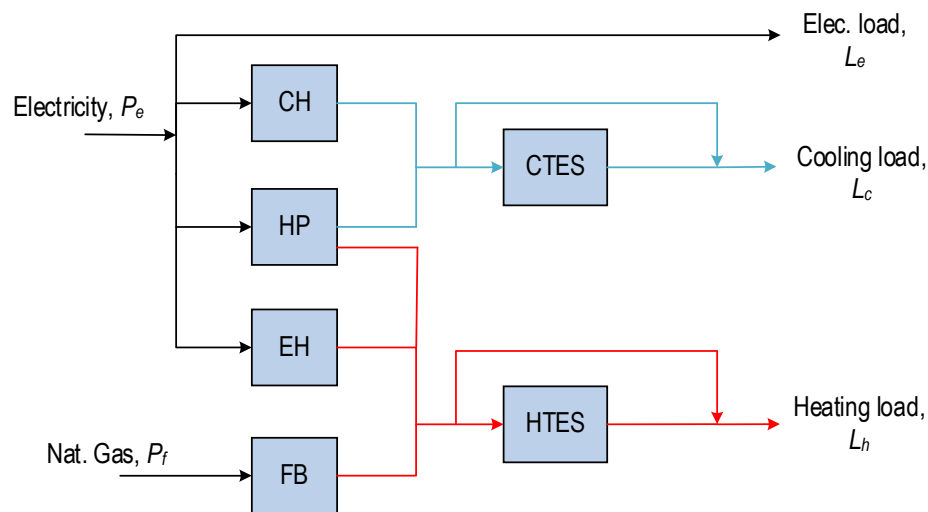 Elec. load,
Le
CH
Electricity, Pe
CTES
Cooling load,
Lc
HP
EH
HTES
Heating load,
Lh
Nat. Gas, Pf
FB